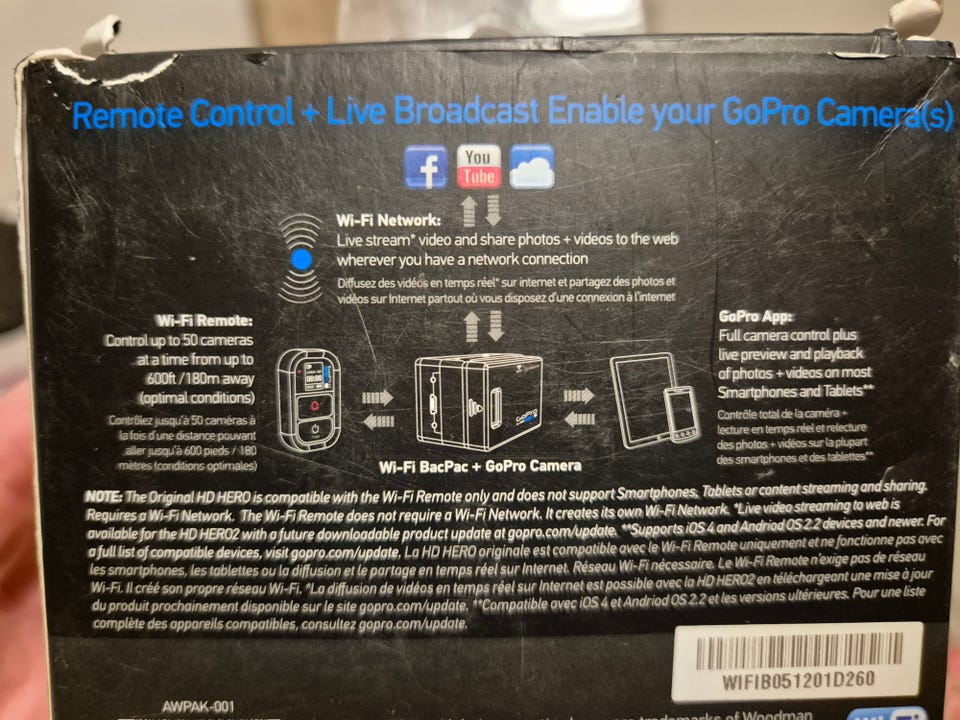 Remote Control + Live Broadcast Enable your GoPro Camera(s)
f
You
Tube
Wi-Fi Network:
Live stream* video and share photos + videos to the web
wherever you have a network connection
Diffusez des vidéos en temps réel* sur internet et partagez des photos et
vidéos sur Internet partout où vous disposez d'une connexion à l'internet
Wi-Fi Remote:
Control up to 50 cameras
at a time from up to
600ft /180m away
(optimal conditions)
Contrôlez jusqu'à 50 caméras à
la fois d'une distance pouvant
aller jusqu'à 600 pieds / 180
mètres (conditions optimales)
00:00
GoPro
Wi-Fi BacPac + GoPro Camera
GoPro App:
Full camera control plus
live preview and playback
of photos + videos on most
Smartphones and Tablets**
Contrôle total de la caméra +
lecture en temps réel et relecture
des photos + vidéos sur la plupart
des smartphones et des tablettes**
NOTE: The Original HD HERO is compatible with the Wi-Fi Remote only and does not support Smartphones, Tablets or content streaming and sharing.
Requires a Wi-Fi Network. The Wi-Fi Remote does not require a Wi-Fi Network. It creates its own Wi-Fi Network. *Live video streaming to web is
available for the HD HERO2 with a future downloadable product update at gopro.com/update. **Supports iOS 4 and Andriod OS 2.2 devices and newer. For
a full list of compatible devices, visit gopro.com/update. La HD HERO originale est compatible avec le Wi-Fi Remote uniquement et ne fonctionne pas avec
les smartphones, les tablettes ou la diffusion et le partage en temps réel sur Internet. Réseau Wi-Fi nécessaire. Le Wi-Fi Remote n'exige pas de réseau
Wi-Fi. Il créé son propre réseau Wi-Fi. *La diffusion de vidéos en temps réel sur Internet est possible avec la HD HERO2 en téléchargeant une mise à jour
du produit prochainement disponible sur le site gopro.com/update. **Compatible avec iOS 4 et Andriod OS 2.2 et les versions ultérieures. Pour une liste
complète des appareils compatibles, consultez gopro.com/update.
WIFIB051201D260
AWPAK-001
trademarks of Woodman